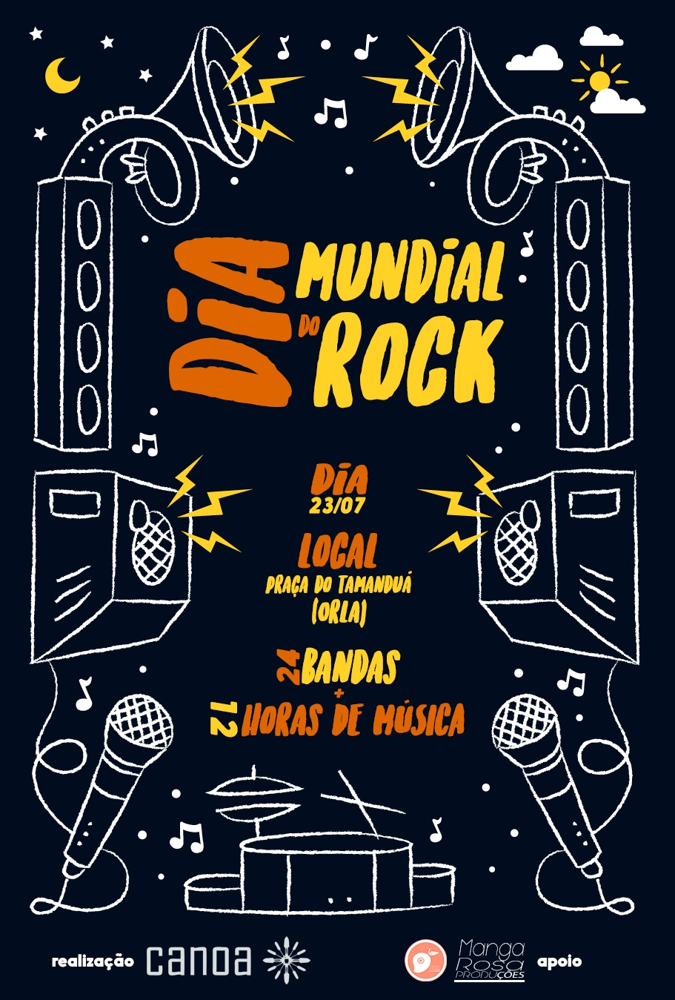 DIA
MUNDIAL
DO
ROCK
DIA
23/07
LOCAL
PRAÇA DO TAMANDUÁ
(ORLA)
24 BANDAS
+
12 HORAS DE MÚSICA
realização canoa
Manga
Rosa
PRODUÇÕES
apoio